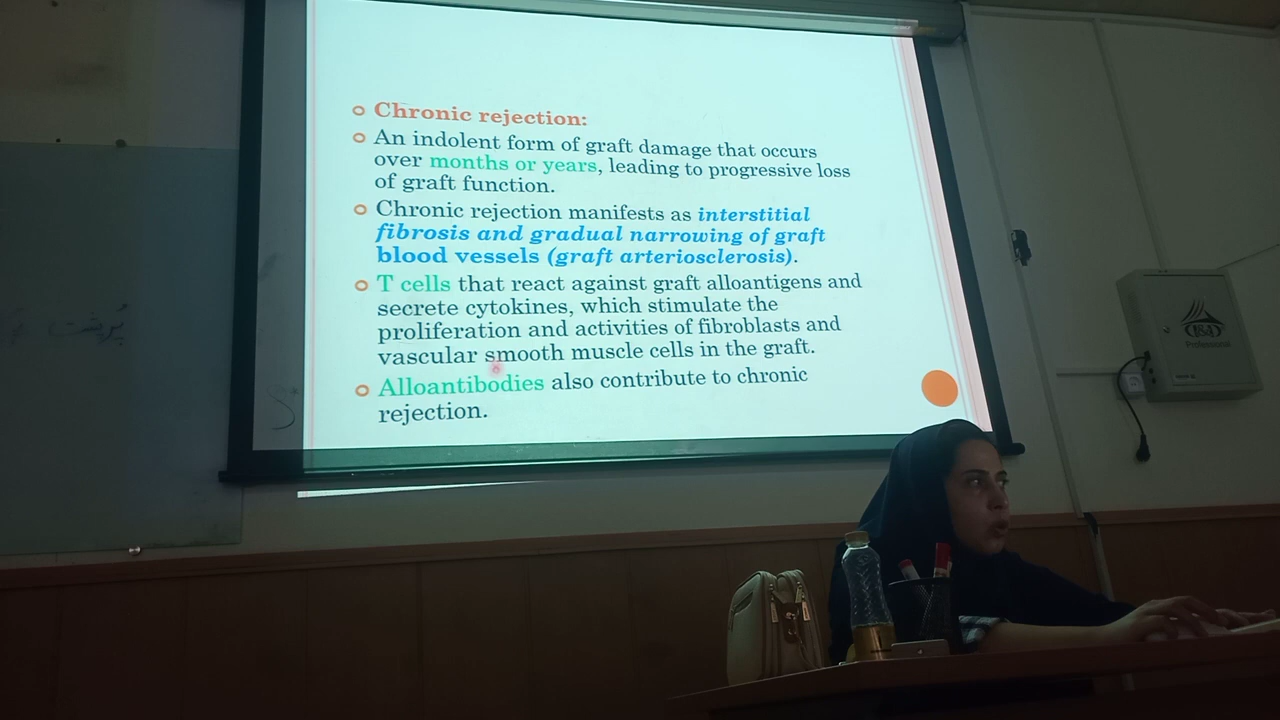 Chronic rejection:
An indolent form of graft damage that occurs
over months or years, leading to progressive loss
of graft function.
Chronic rejection manifests as interstitial
fibrosis and gradual narrowing of graft
blood vessels (graft arteriosclerosis).
T cells that react against graft alloantigens and
secrete cytokines, which stimulate the
proliferation and activities of fibroblasts and
vascular smooth muscle cells in the graft.
Alloantibodies also contribute to chronic
rejection.
Professional